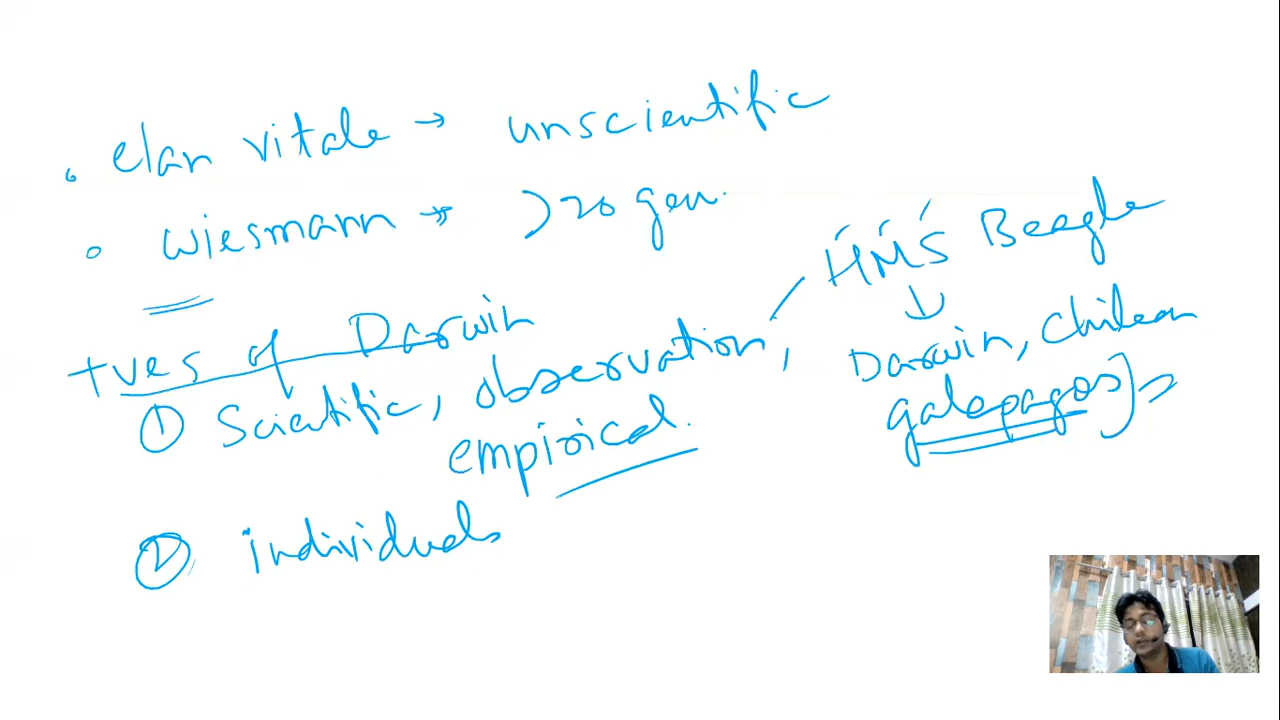 elan vitale → unscientific
wiesmann → >20 gen.
+ves of Darwin
① Scientific, observation,
empirical.
HMS Beagle
Darwin, Chilean
galapagos
② individuals